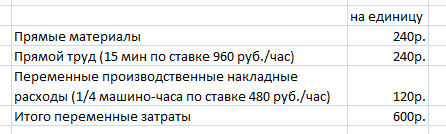 на единицу
Прямые материалы 240р.
Прямой труд (15 мин по ставке 960 руб./час) 240р.
Переменные производственные накладные
расходы (1/4 машино-часа по ставке 480 руб./час) 120р.
Итого переменные затраты 600р.